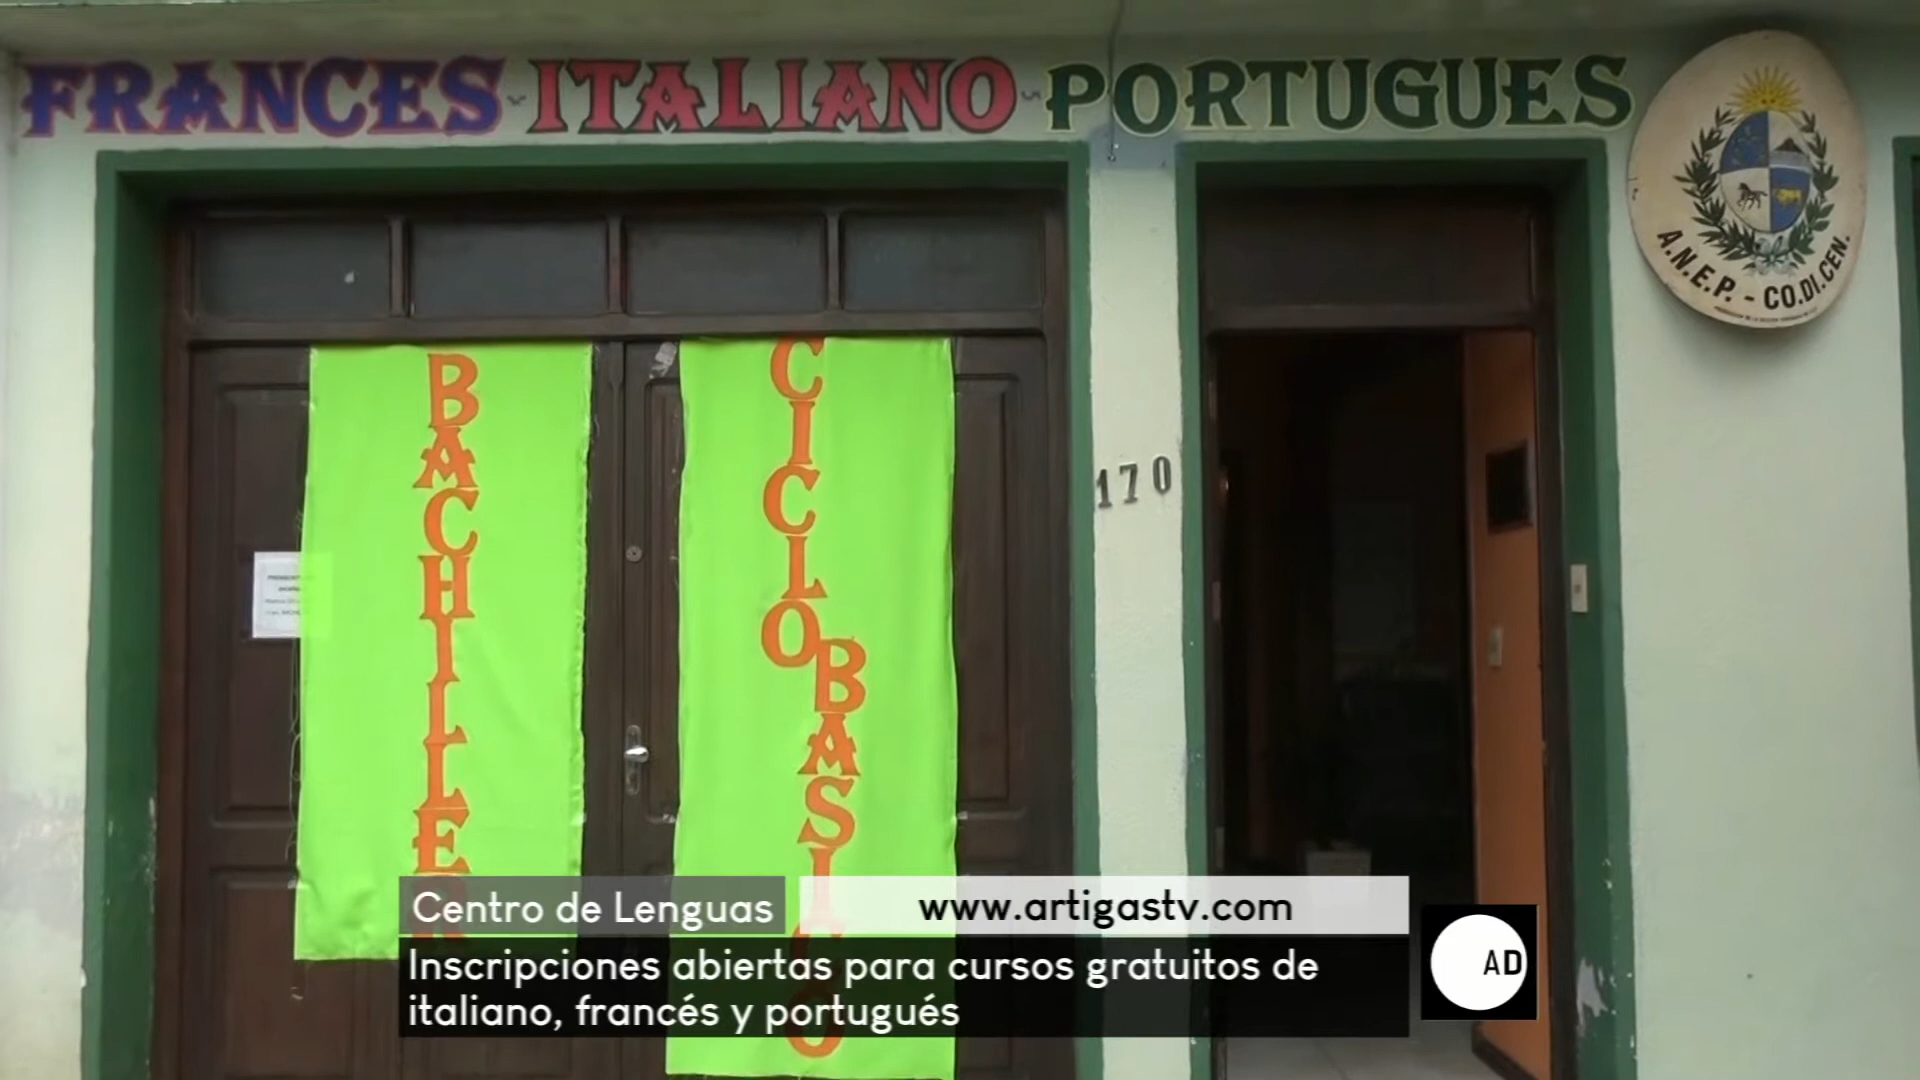 FRANCES - ITALIANO - PORTUGUES
A.N.E.P. - CO.DI.CEN.
BACHILLER
CICLO
BASICO
170
Centro de Lenguas
www.artigastv.com
Inscripciones abiertas para cursos gratuitos de
italiano, francés y portugués
AD